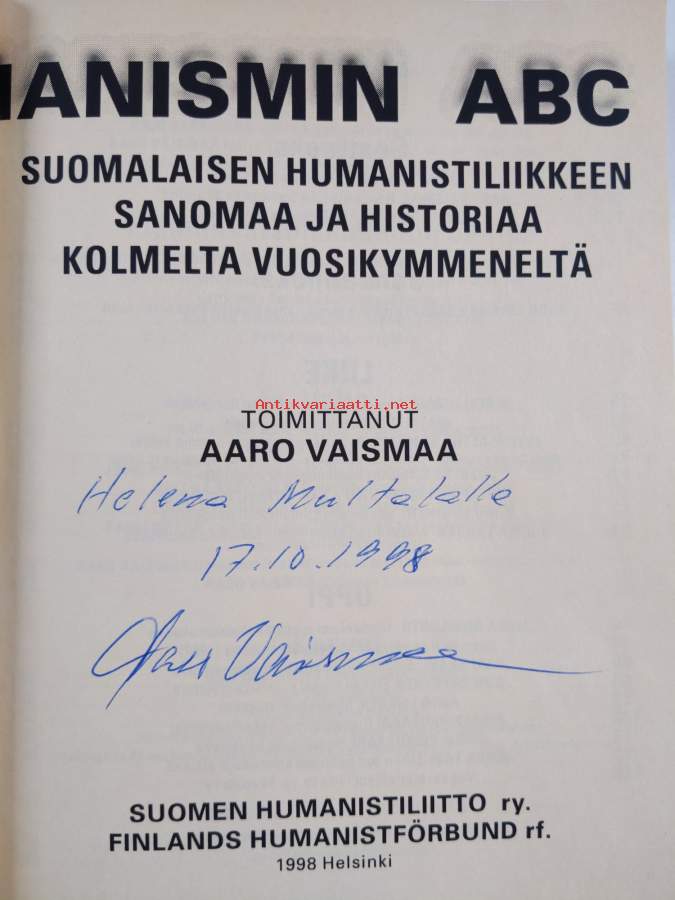 MANISMIN ABC
SUOMALAISEN HUMANISTILIIKKEEN
SANOMAA JA HISTORIAA
KOLMELTA VUOSIKYMMENELTÄ
Antikvariaatti.net
TOIMITTANUT
AARO VAISMAA
Helena Multalalle
17.10.1998
Aaro Vaismaa
SUOMEN HUMANISTILIITTO ry.
FINLANDS HUMANISTFÖRBUND rf.
1998 Helsinki